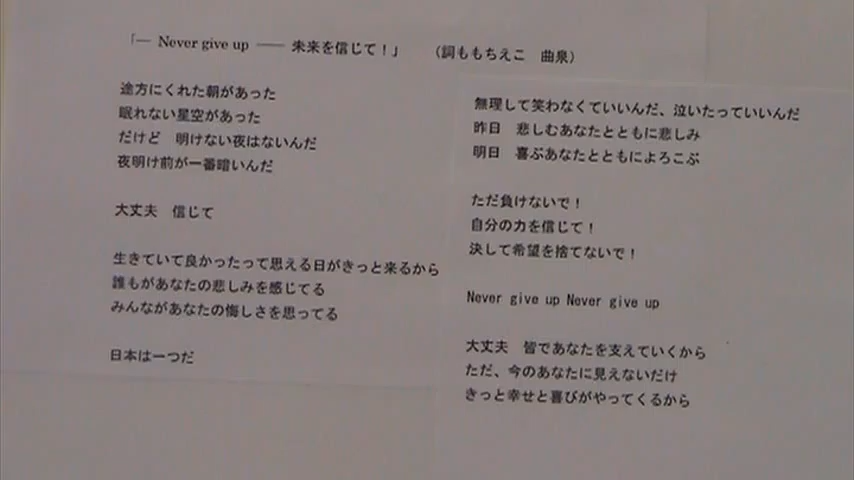 「― Never give up ―― 未来を信じて！」　（詞ももちえこ　曲泉）
途方にくれた朝があった
眠れない星空があった
だけど　明けない夜はないんだ
夜明け前が一番暗いんだ
大丈夫　信じて
生きていて良かったって思える日がきっと来るから
誰もがあなたの悲しみを感じてる
みんながあなたの悔しさを思ってる
日本は一つだ
無理して笑わなくていいんだ、泣いたっていいんだ
昨日　悲しむあなたとともに悲しみ
明日　喜ぶあなたとともによろこぶ
ただ負けないで！
自分の力を信じて！
決して希望を捨てないで！
Never give up Never give up
大丈夫　皆であなたを支えていくから
ただ、今のあなたに見えないだけ
きっと幸せと喜びがやってくるから